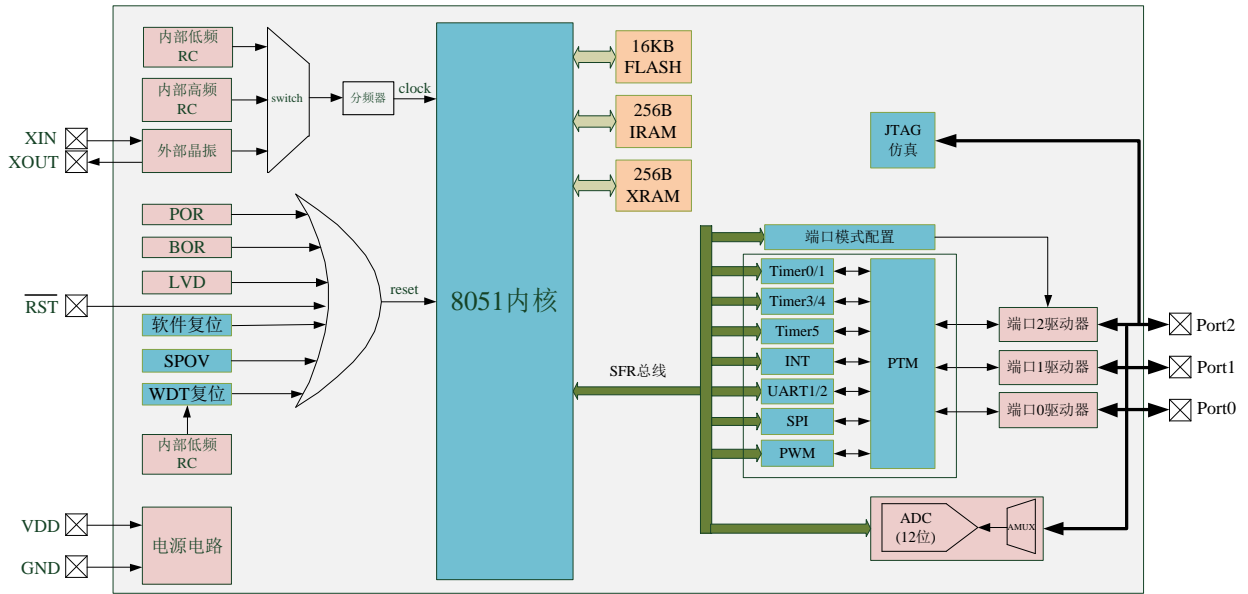 内部低频
RC
内部高频
RC
外部晶振
XIN
XOUT
switch
分频器
clock
POR
BOR
LVD
RST
软件复位
SPOV
WDT复位
内部低频
RC
reset
VDD
GND
电源电路
8051内核
16KB
FLASH
256B
IRAM
256B
XRAM
JTAG
仿真
SFR总线
端口模式配置
Timer0/1
Timer3/4
Timer5
INT
UART1/2
SPI
PWM
PTM
端口2驱动器
端口1驱动器
端口0驱动器
Port2
Port1
Port0
ADC
(12位)
AMUX